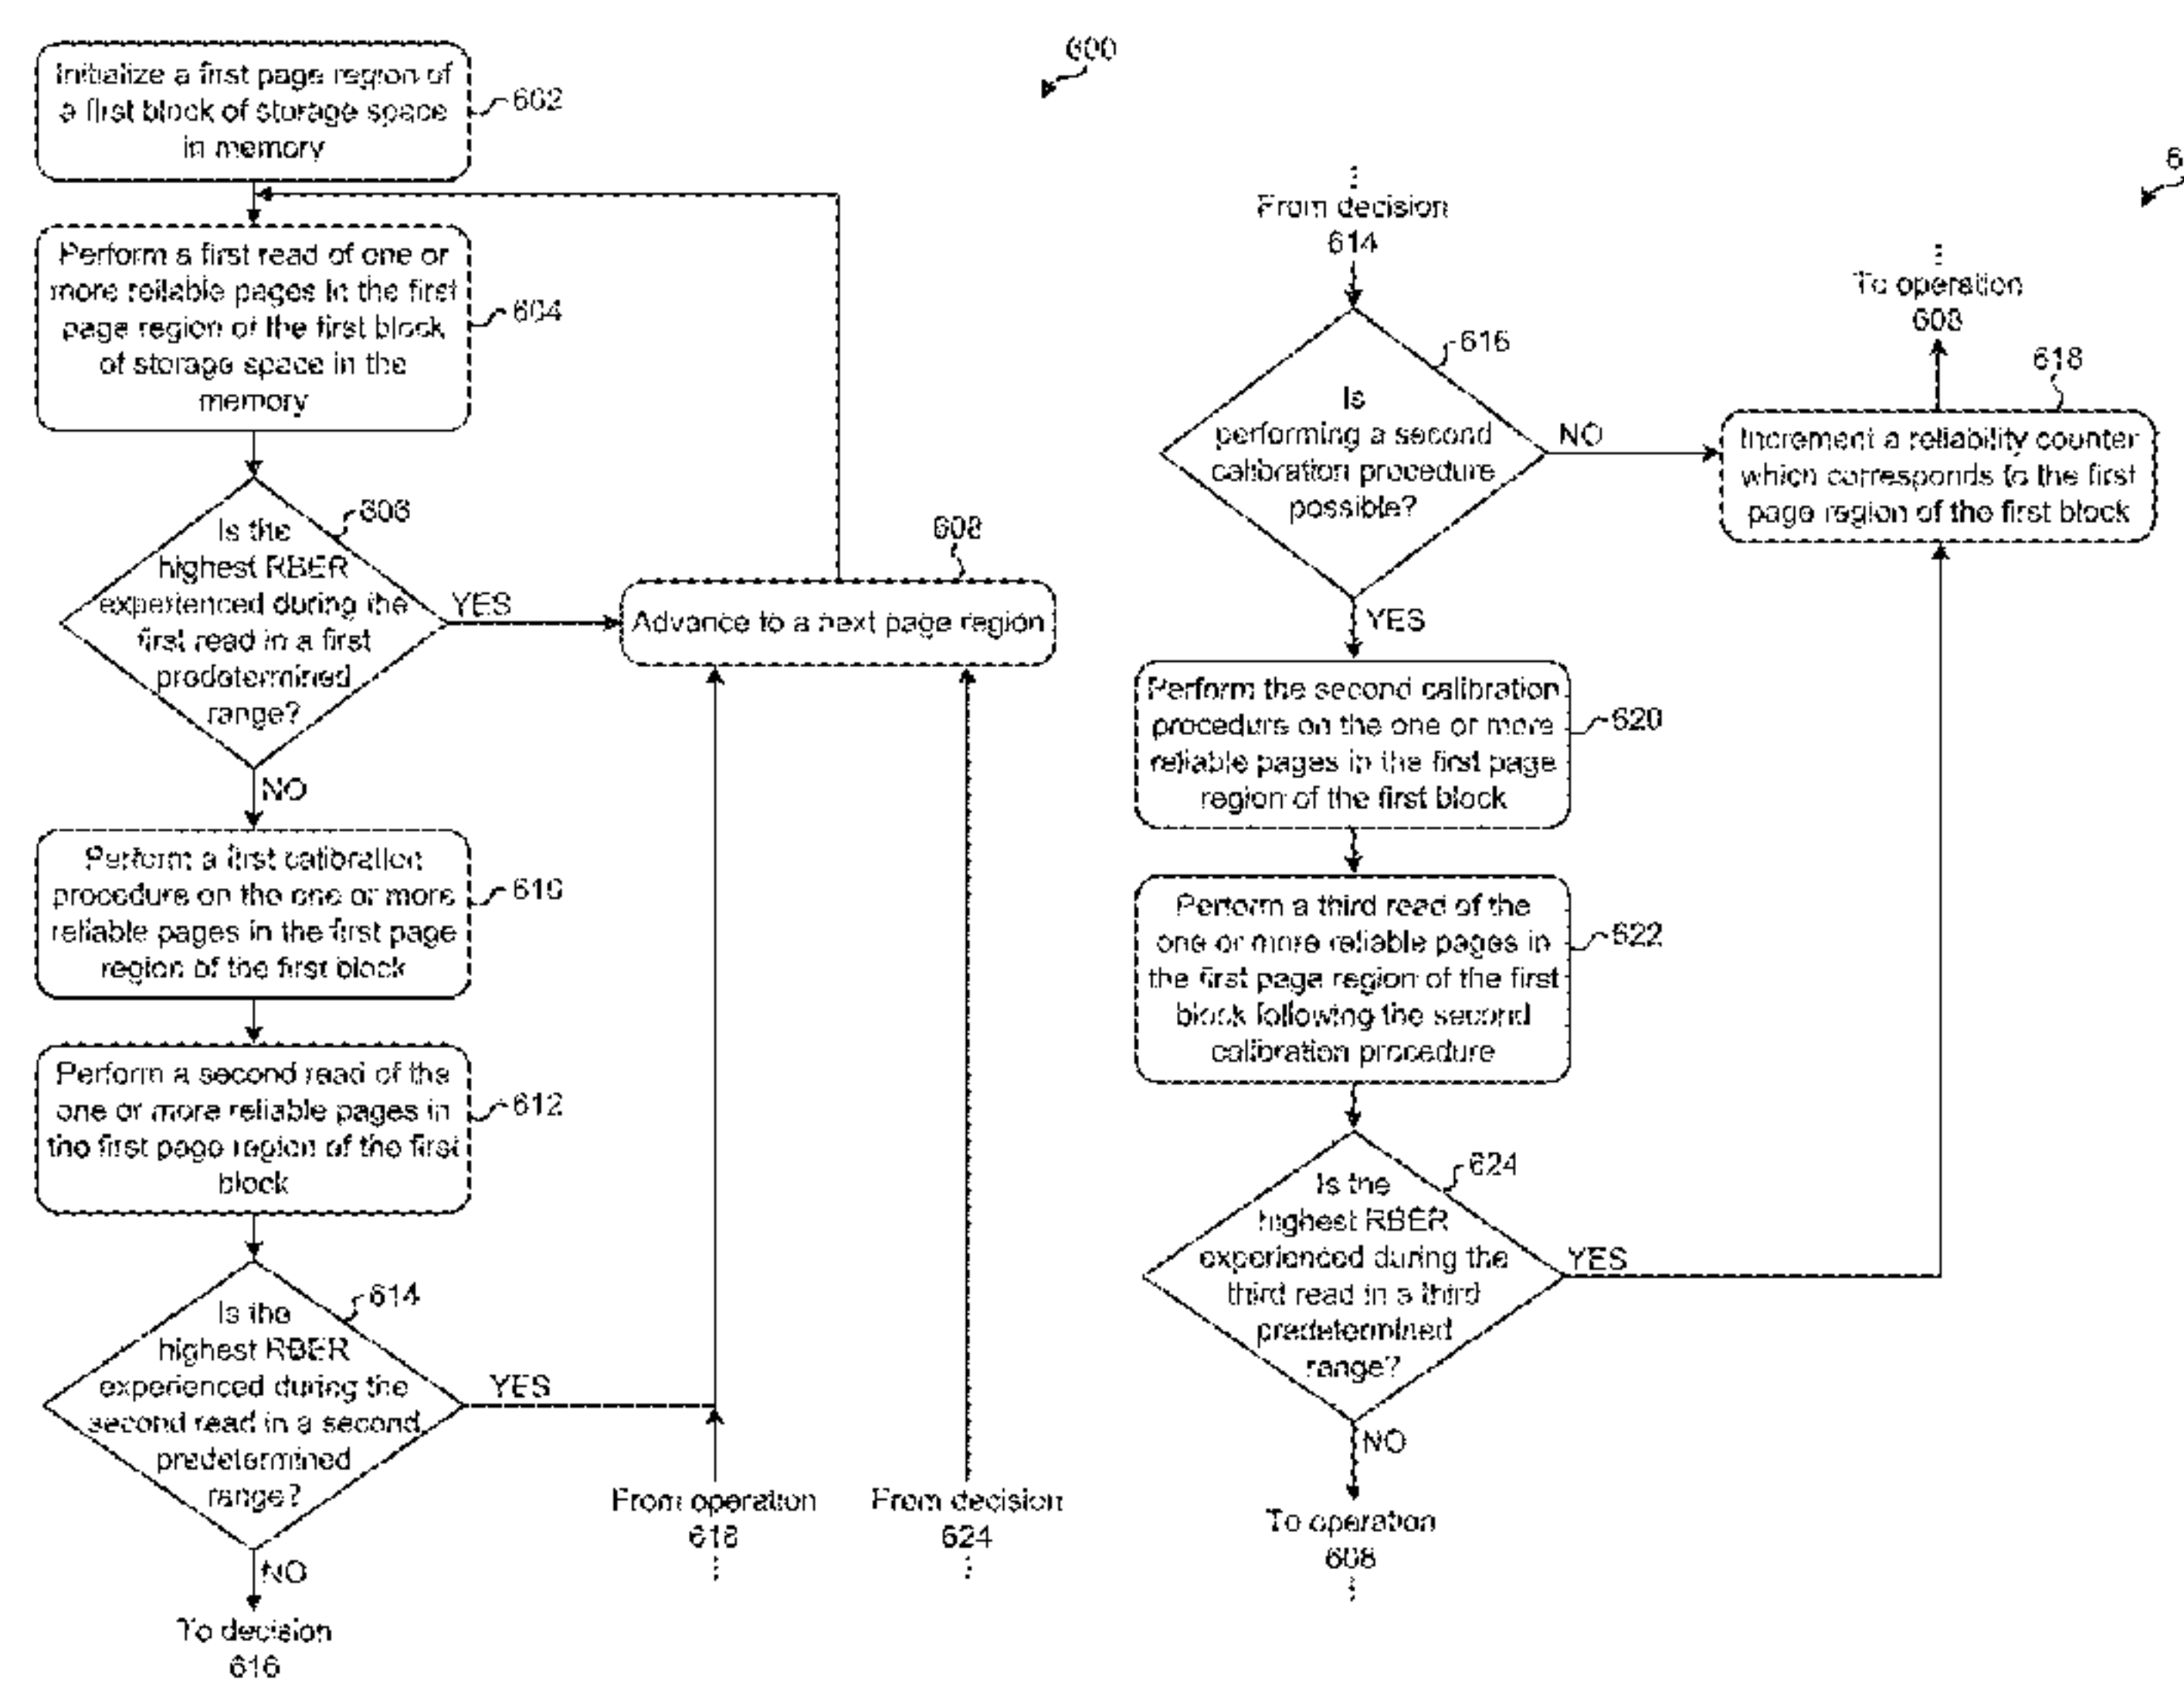 600
Initialize a first page region of
a first block of storage space
in memory
602
Perform a first read of one or
more reliable pages in the first
page region of the first block
of storage space in the
memory
604
Is the
highest RBER
experienced during the
first read in a first
predetermined
range?
606
YES
NO
608
Advance to a next page region
Perform a first calibration
procedure on the one or more
reliable pages in the first page
region of the first block
610
Perform a second read of the
one or more reliable pages in
the first page region of the first
block
612
Is the
highest RBER
experienced during the
second read in a second
predetermined
range?
614
YES
NO
To decision
616
From operation
618
From decision
624
From decision
614
Is
performing a second
calibration procedure
possible?
616
NO
YES
To operation
608
618
Increment a reliability counter
which corresponds to the first
page region of the first block
Perform the second calibration
procedure on the one or more
reliable pages in the first page
region of the first block
620
Perform a third read of the
one or more reliable pages in
the first page region of the first
block following the second
calibration procedure
622
Is the
highest RBER
experienced during the
third read in a third
predetermined
range?
624
YES
NO
To operation
608